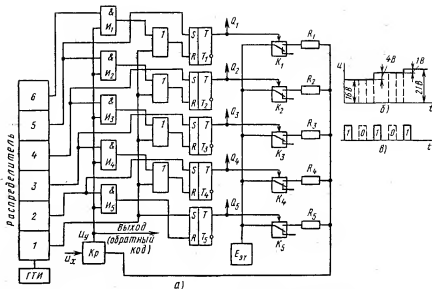 Распределитель
6
5
4
3
2
1
ГТИ
&
И₁
&
И₂
&
И₃
&
И₄
&
И₅
1
1
1
1
S T
R T₁
S T
R T₂
S T
R T₃
S T
R T₄
S T
R T₅
Q₁
Q₂
Q₃
Q₄
Q₅
K₁
K₂
K₃
K₄
K₅
R₁
R₂
R₃
R₄
R₅
Uу
Выход
(обратный
код)
Uх
Кр
Eэт
а)
u
4В
1В
16В
21В
t
б)
1 0 1 0 1
t
в)